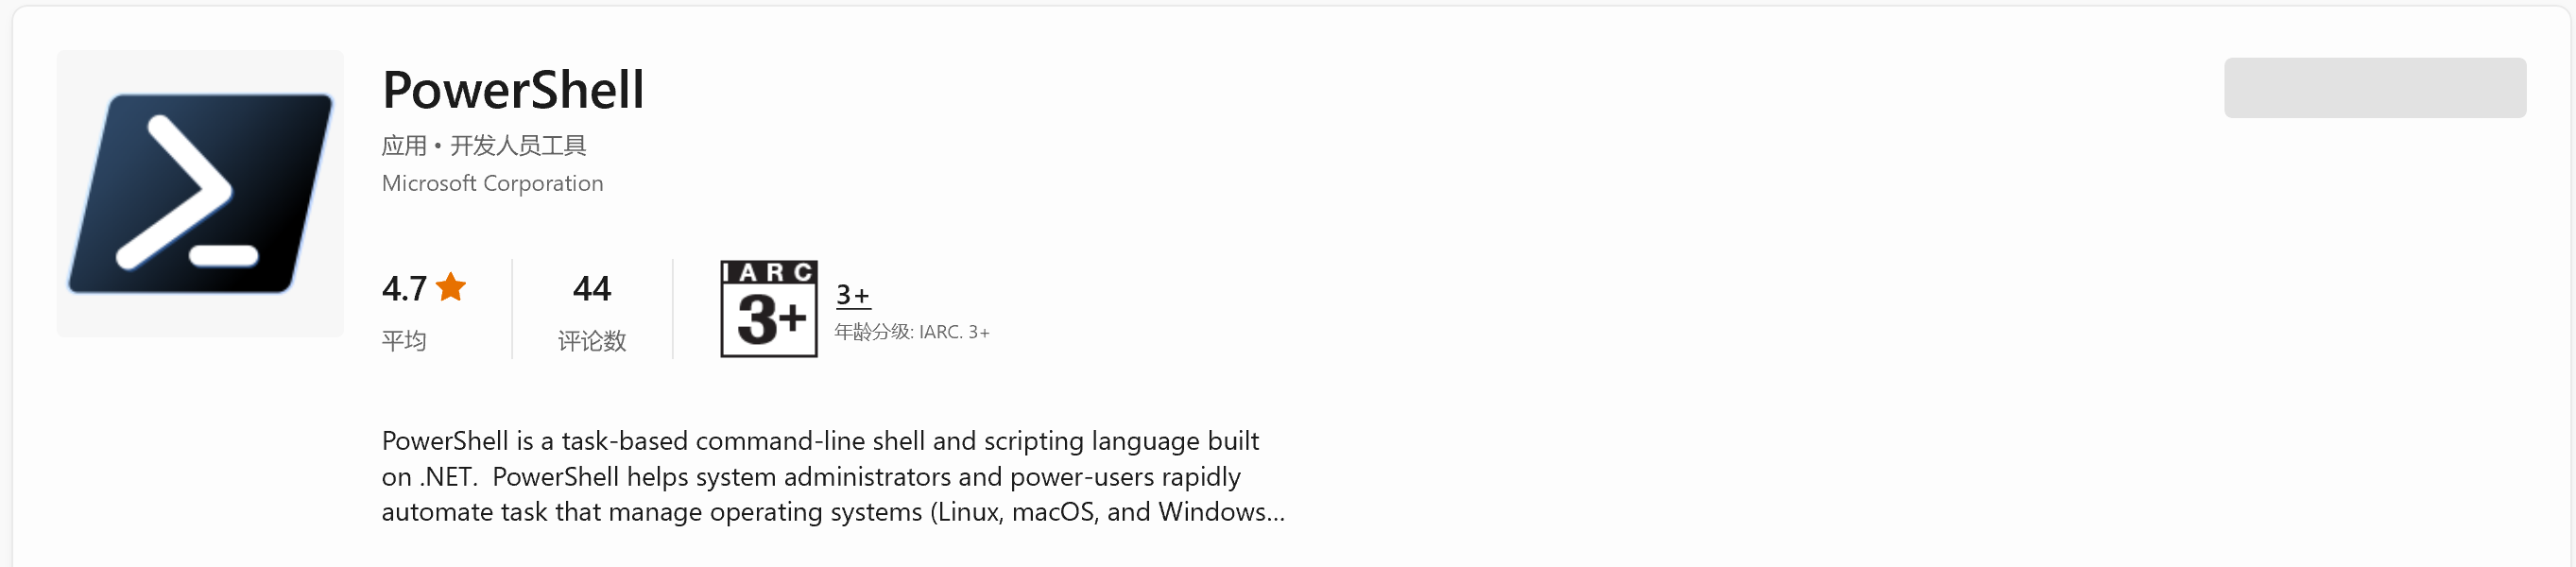 PowerShell
应用 • 开发人员工具
Microsoft Corporation
4.7
平均
44
评论数
IARC
3+
3+
年龄分级: IARC. 3+
PowerShell is a task-based command-line shell and scripting language built
on .NET.  PowerShell helps system administrators and power-users rapidly
automate task that manage operating systems (Linux, macOS, and Windows...